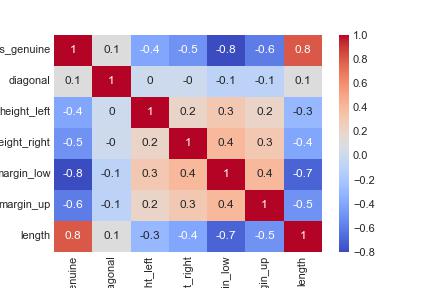 s_genuine 1 0.1 -0.4 -0.5 -0.8 -0.6 0.8
diagonal 0.1 1 0 -0 -0.1 -0.1 0.1
height_left -0.4 0 1 0.2 0.3 0.2 -0.3
eight_right -0.5 -0 0.2 1 0.4 0.3 -0.4
margin_low -0.8 -0.1 0.3 0.4 1 0.4 -0.7
margin_up -0.6 -0.1 0.2 0.3 0.4 1 -0.5
length 0.8 0.1 -0.3 -0.4 -0.7 -0.5 1
enuine
agonal
ht_left
t_right
in_low
gin_up
length
1.0
0.8
0.6
0.4
0.2
0.0
−0.2
−0.4
−0.6
−0.8